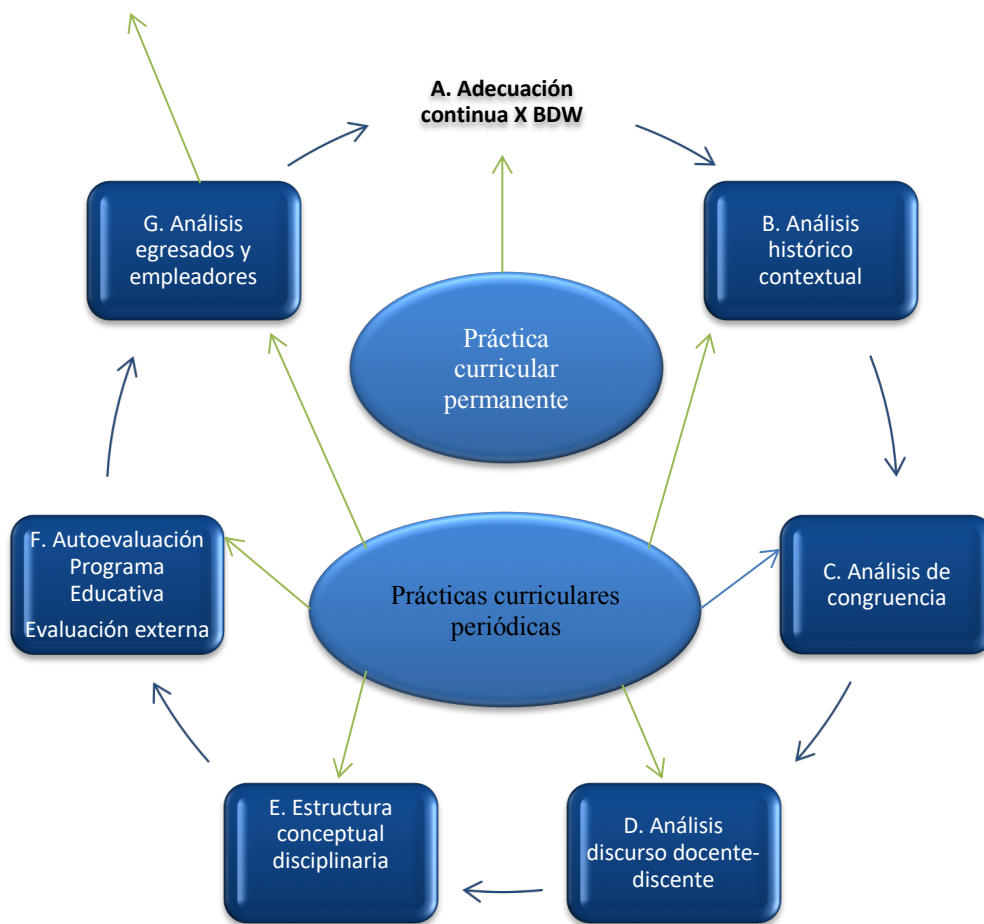 A. Adecuación
continua X BDW
G. Análisis
egresados y
empleadores
B. Análisis
histórico
contextual
Práctica
curricular
permanente
F. Autoevaluación
Programa
Educativa
Evaluación externa
Prácticas curriculares
periódicas
C. Análisis de
congruencia
E. Estructura
conceptual
disciplinaria
D. Análisis
discurso docente-
discente